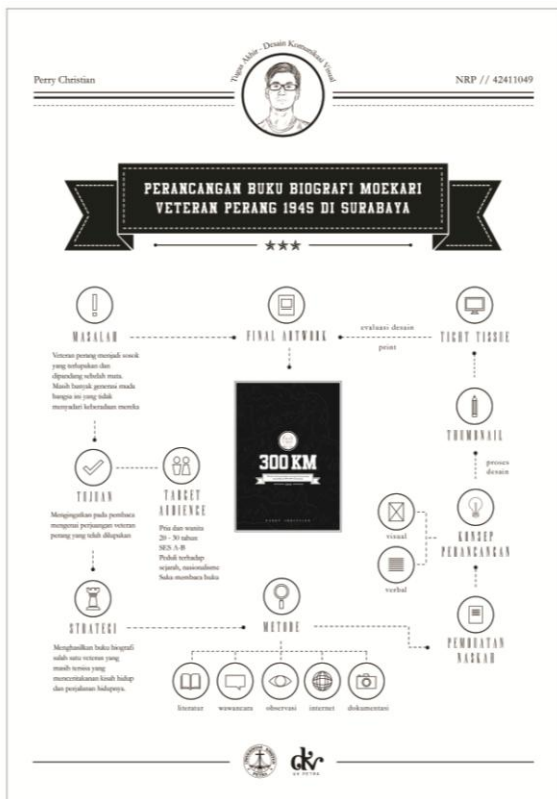 Perry Christian
Tugas Akhir - Desain Komunikasi Visual
NRP // 42411049
PERANCANGAN BUKU BIOGRAFI MOEKARI
VETERAN PERANG 1945 DI SURABAYA
MASALAH
Veteran perang menjadi sosok
yang terlupakan dan
dipandang sebelah mata.
Masih banyak generasi muda
bangsa ini yang tidak
menyadari keberadaan mereka
FINAL ARTWORK
evaluasi desain
print
TIGHT TISSUE
300 KM
THUMBNAIL
proses
desain
TUJUAN
Mengingatkan pada pembaca
mengenai perjuangan veteran
perang yang telah dilupakan
TARGET
AUDIENCE
Pria dan wanita
20 - 30 tahun
SES A-B
Peduli terhadap
sejarah, nasionalisme
Suka membaca buku
visual
verbal
KONSEP
PERANCANGAN
STRATEGI
Menghasilkan buku biografi
salah satu veteran yang
masih tersisa yang
menceritakan kisah hidup
dan perjalanan hidupnya.
METODE
PEMBUATAN
NASKAH
literatur
wawancara
observasi
internet
dokumentasi
dkv
UK PETRA